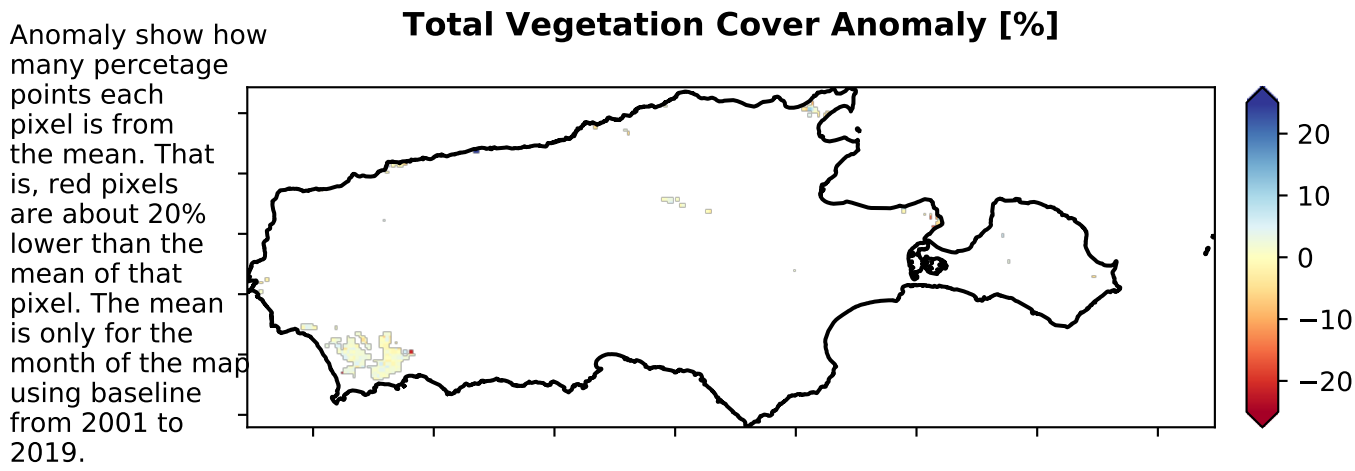 Total Vegetation Cover Anomaly [%]
Anomaly show how
many percetage
points each
pixel is from
the mean. That
is, red pixels
are about 20%
lower than the
mean of that
pixel. The mean
is only for the
month of the map
using baseline
from 2001 to
2019.
20
10
0
−10
−20